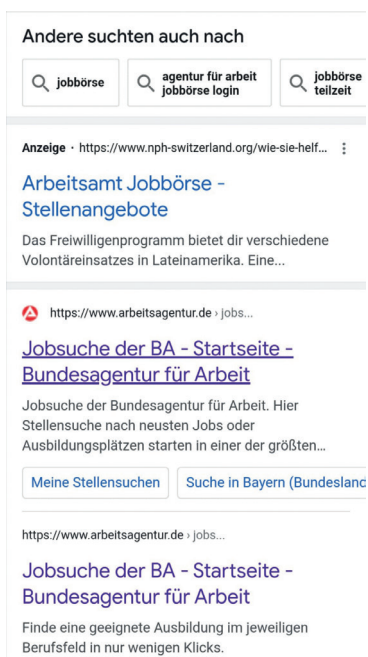 Andere suchten auch nach
jobbörse
agentur für arbeit
jobbörse login
jobbörse
teilzeit
Anzeige · https://www.nph-switzerland.org/wie-sie-helf...
Arbeitsamt Jobbörse -
Stellenangebote
Das Freiwilligenprogramm bietet dir verschiedene
Volontäreinsatzes in Lateinamerika. Eine...
https://www.arbeitsagentur.de › jobs...
Jobsuche der BA - Startseite -
Bundesagentur für Arbeit
Jobsuche der Bundesagentur für Arbeit. Hier
Stellensuche nach neusten Jobs oder
Ausbildungsplätzen starten in einer der größten...
Meine Stellensuchen
Suche in Bayern (Bundesland
https://www.arbeitsagentur.de › jobs...
Jobsuche der BA - Startseite -
Bundesagentur für Arbeit
Finde eine geeignete Ausbildung im jeweiligen
Berufsfeld in nur wenigen Klicks.